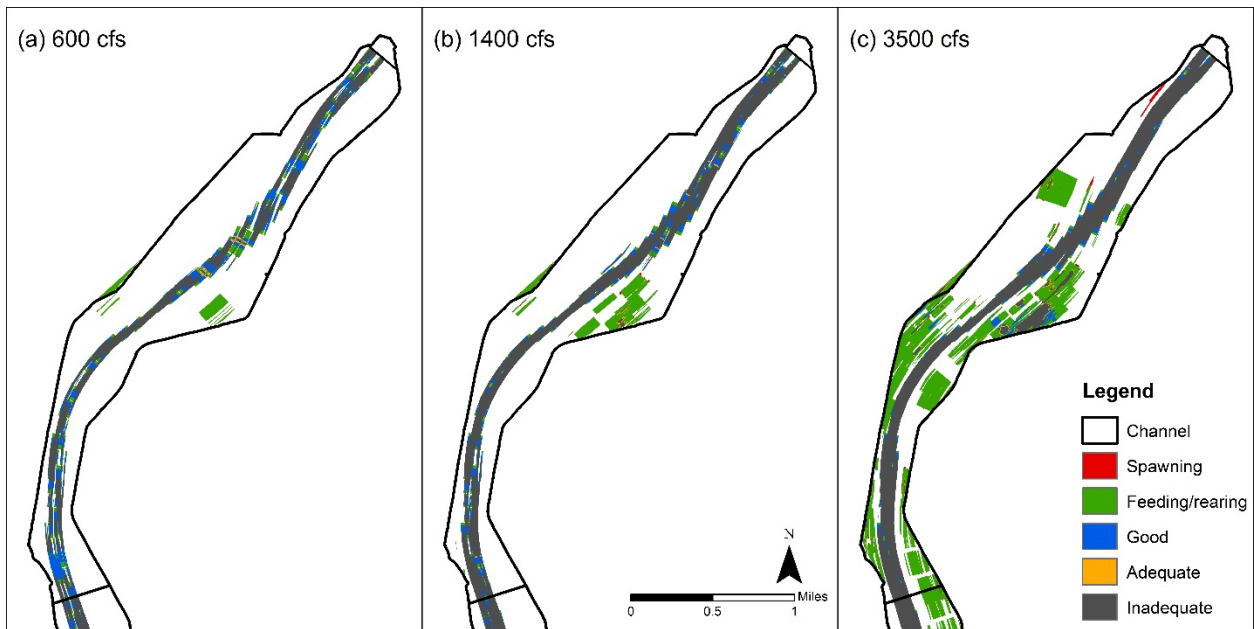 (a) 600 cfs
(b) 1400 cfs
(c) 3500 cfs
N
Miles
0 0.5 1
Legend
Channel
Spawning
Feeding/rearing
Good
Adequate
Inadequate